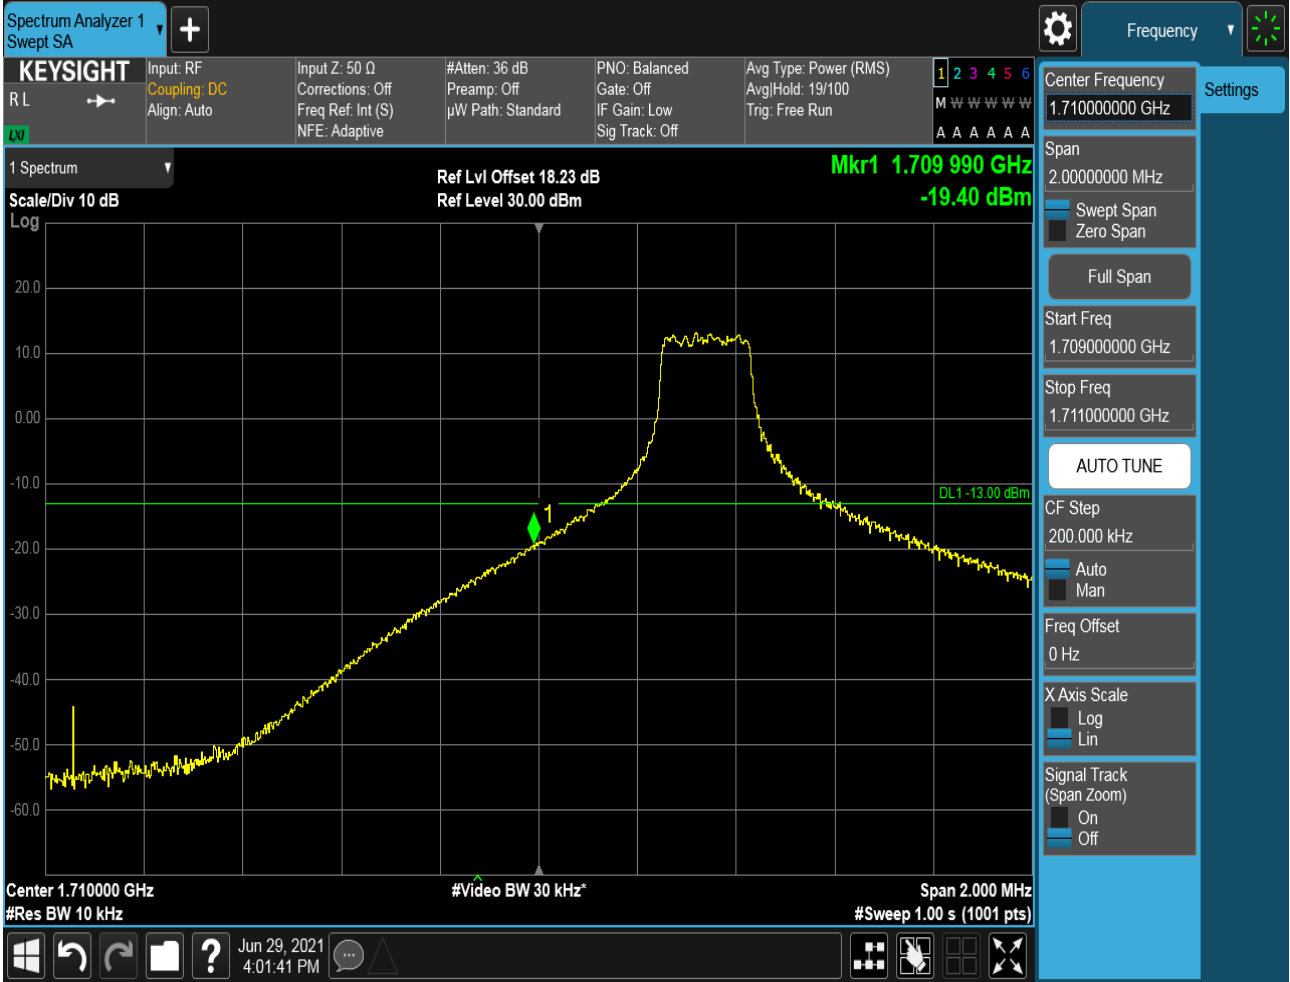 Spectrum Analyzer 1
Swept SA
Frequency
KEYSIGHT
R L
LXI
Input: RF
Coupling: DC
Align: Auto
Input Z: 50 Ω
Corrections: Off
Freq Ref: Int (S)
NFE: Adaptive
#Atten: 36 dB
Preamp: Off
µW Path: Standard
PNO: Balanced
Gate: Off
IF Gain: Low
Sig Track: Off
Avg Type: Power (RMS)
Avg|Hold: 19/100
Trig: Free Run
1 2 3 4 5 6
M W W W W W
A A A A A A
1 Spectrum
Scale/Div 10 dB
Log
Ref Lvl Offset 18.23 dB
Ref Level 30.00 dBm
Mkr1 1.709 990 GHz
-19.40 dBm
20.0
10.0
0.00
-10.0
-20.0
-30.0
-40.0
-50.0
-60.0
DL1 -13.00 dBm
1
Center 1.710000 GHz
#Res BW 10 kHz
#Video BW 30 kHz*
Span 2.000 MHz
#Sweep 1.00 s (1001 pts)
Center Frequency
1.710000000 GHz
Settings
Span
2.00000000 MHz
Swept Span
Zero Span
Full Span
Start Freq
1.709000000 GHz
Stop Freq
1.711000000 GHz
AUTO TUNE
CF Step
200.000 kHz
Auto
Man
Freq Offset
0 Hz
X Axis Scale
Log
Lin
Signal Track
(Span Zoom)
On
Off
?
Jun 29, 2021
4:01:41 PM